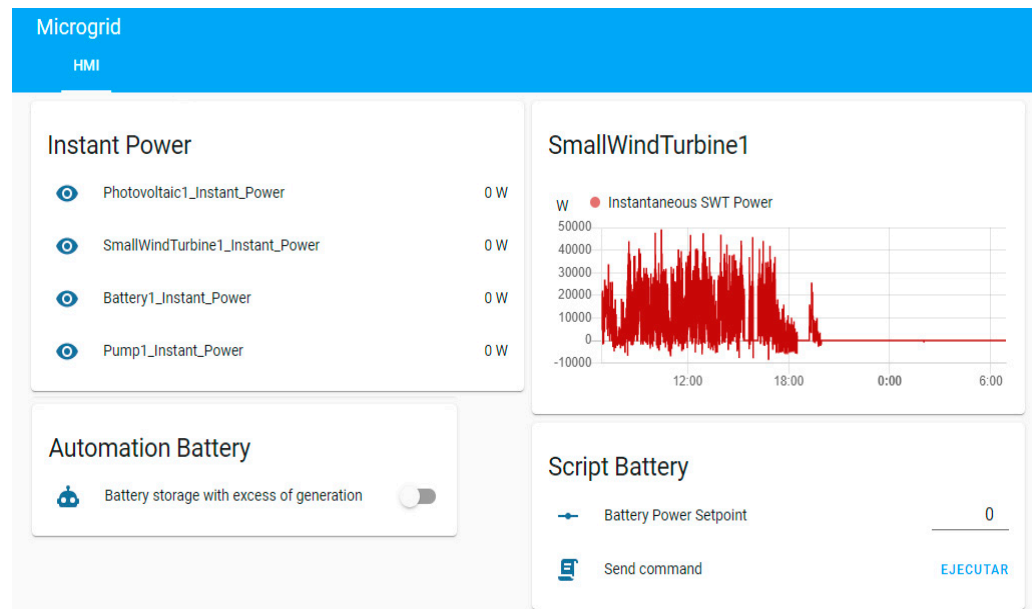 Microgrid
HMI
Instant Power
Photovoltaic1_Instant_Power 0 W
SmallWindTurbine1_Instant_Power 0 W
Battery1_Instant_Power 0 W
Pump1_Instant_Power 0 W
Automation Battery
Battery storage with excess of generation
SmallWindTurbine1
W Instantaneous SWT Power
50000
40000
30000
20000
10000
0
-10000
12:00 18:00 0:00 6:00
Script Battery
Battery Power Setpoint 0
Send command EJECUTAR